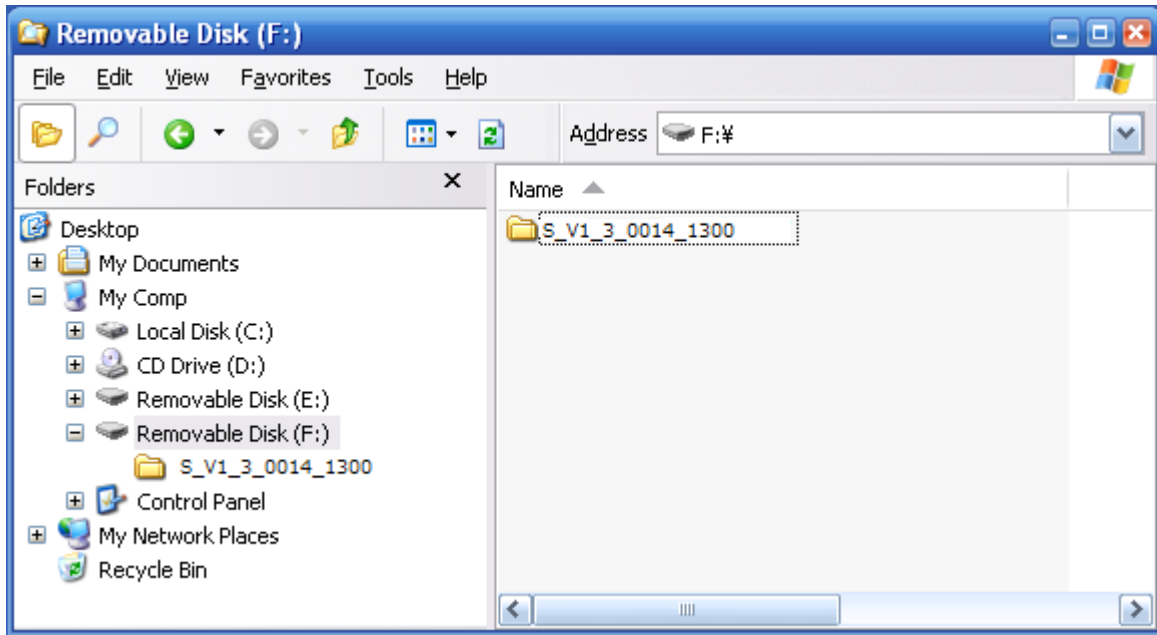 Removable Disk (F:)
File Edit View Favorites Tools Help
Address F:¥
Folders X
Name
Desktop
S_V1_3_0014_1300
My Documents
My Comp
Local Disk (C:)
CD Drive (D:)
Removable Disk (E:)
Removable Disk (F:)
S_V1_3_0014_1300
Control Panel
My Network Places
Recycle Bin